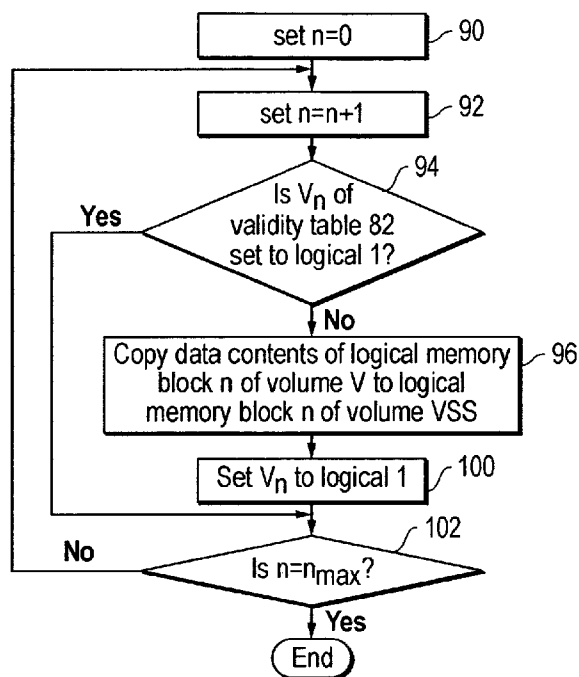 set n=0
90
set n=n+1
92
94
Is Vn of
validity table 82
set to logical 1?
Yes
No
Copy data contents of logical memory
block n of volume V to logical
memory block n of volume VSS
96
Set Vn to logical 1
100
102
No
Is n=nmax?
Yes
End